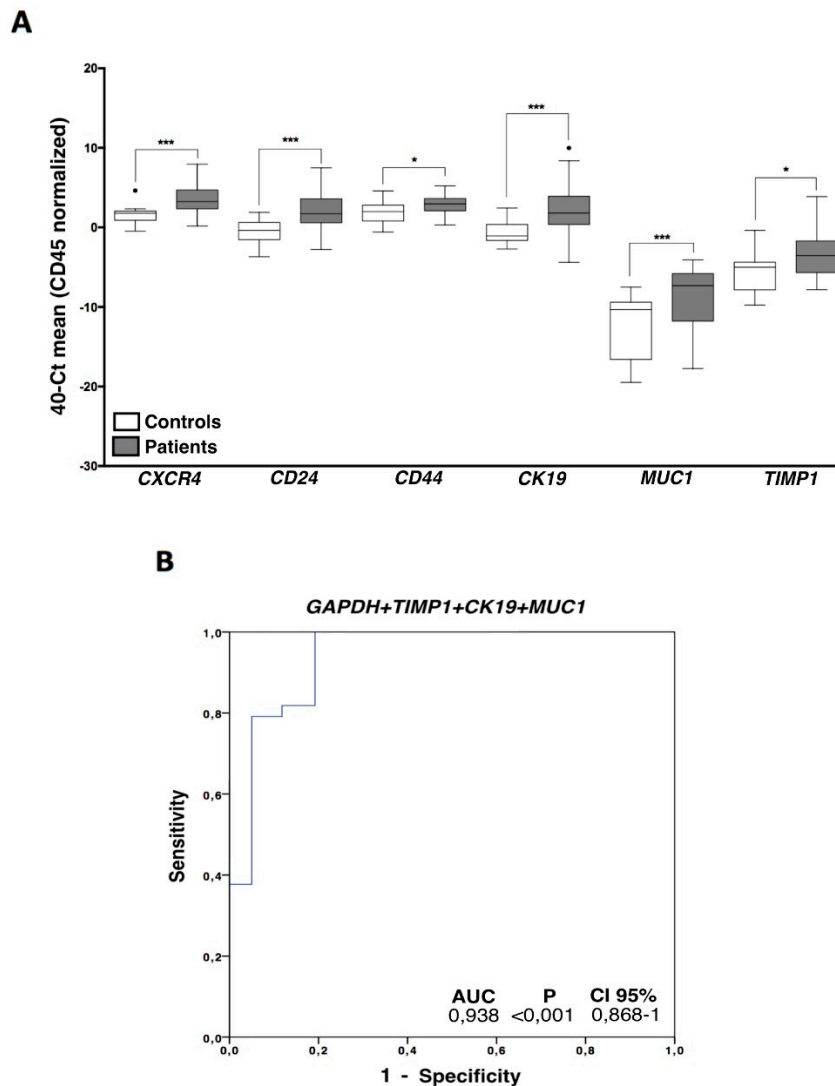 A
40-Ct mean (CD45 normalized)
20
10
0
-10
-20
-30
***
***
*
***
***
*
Controls
Patients
CXCR4 CD24 CD44 CK19 MUC1 TIMP1
B
GAPDH+TIMP1+CK19+MUC1
Sensitivity
1,0
0,8
0,6
0,4
0,2
0,0
0,0 0,2 0,4 0,6 0,8 1,0
AUC P CI 95%
0,938 <0,001 0,868-1
1 - Specificity